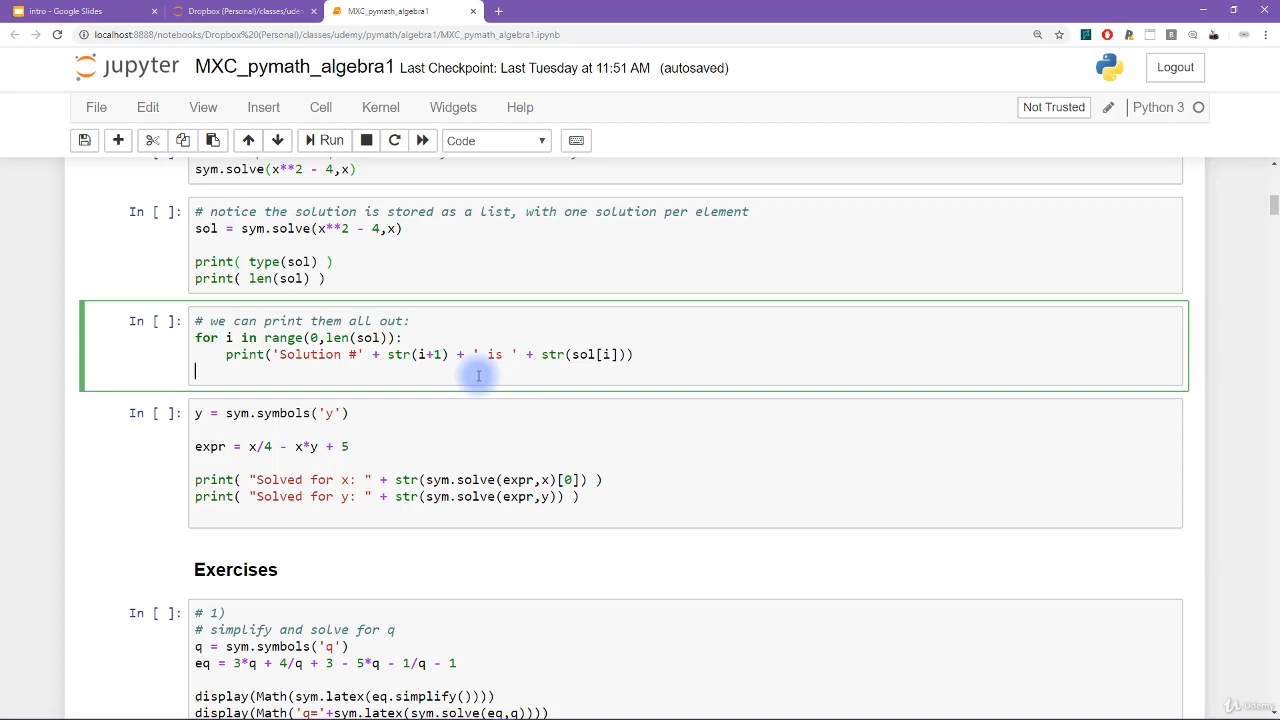 intro - Google Slides
Dropbox (Personal)/classes/uder
MXC_pymath_algebra1
localhost:8888/notebooks/Dropbox%20(Personal)/classes/udemy/pymath/algebra1/MXC_pymath_algebra1.ipynb
jupyter MXC_pymath_algebra1 Last Checkpoint: Last Tuesday at 11:51 AM (autosaved) Logout
File Edit View Insert Cell Kernel Widgets Help Not Trusted Python 3
Run Code
sym.solve(x**2 - 4,x)
In [ ]: # notice the solution is stored as a list, with one solution per element
sol = sym.solve(x**2 - 4,x)
print( type(sol) )
print( len(sol) )
In [ ]: # we can print them all out:
for i in range(0,len(sol)):
print('Solution #' + str(i+1) + ' is ' + str(sol[i]))
In [ ]: y = sym.symbols('y')
expr = x/4 - x*y + 5
print( "Solved for x: " + str(sym.solve(expr,x)[0]) )
print( "Solved for y: " + str(sym.solve(expr,y)) )
Exercises
In [ ]: # 1)
# simplify and solve for q
q = sym.symbols('q')
eq = 3*q + 4/q + 3 - 5*q - 1/q - 1
display(Math(sym.latex(eq.simplify())))
display(Math('q='+sym.latex(sym.solve(eq,q))))
Udemy